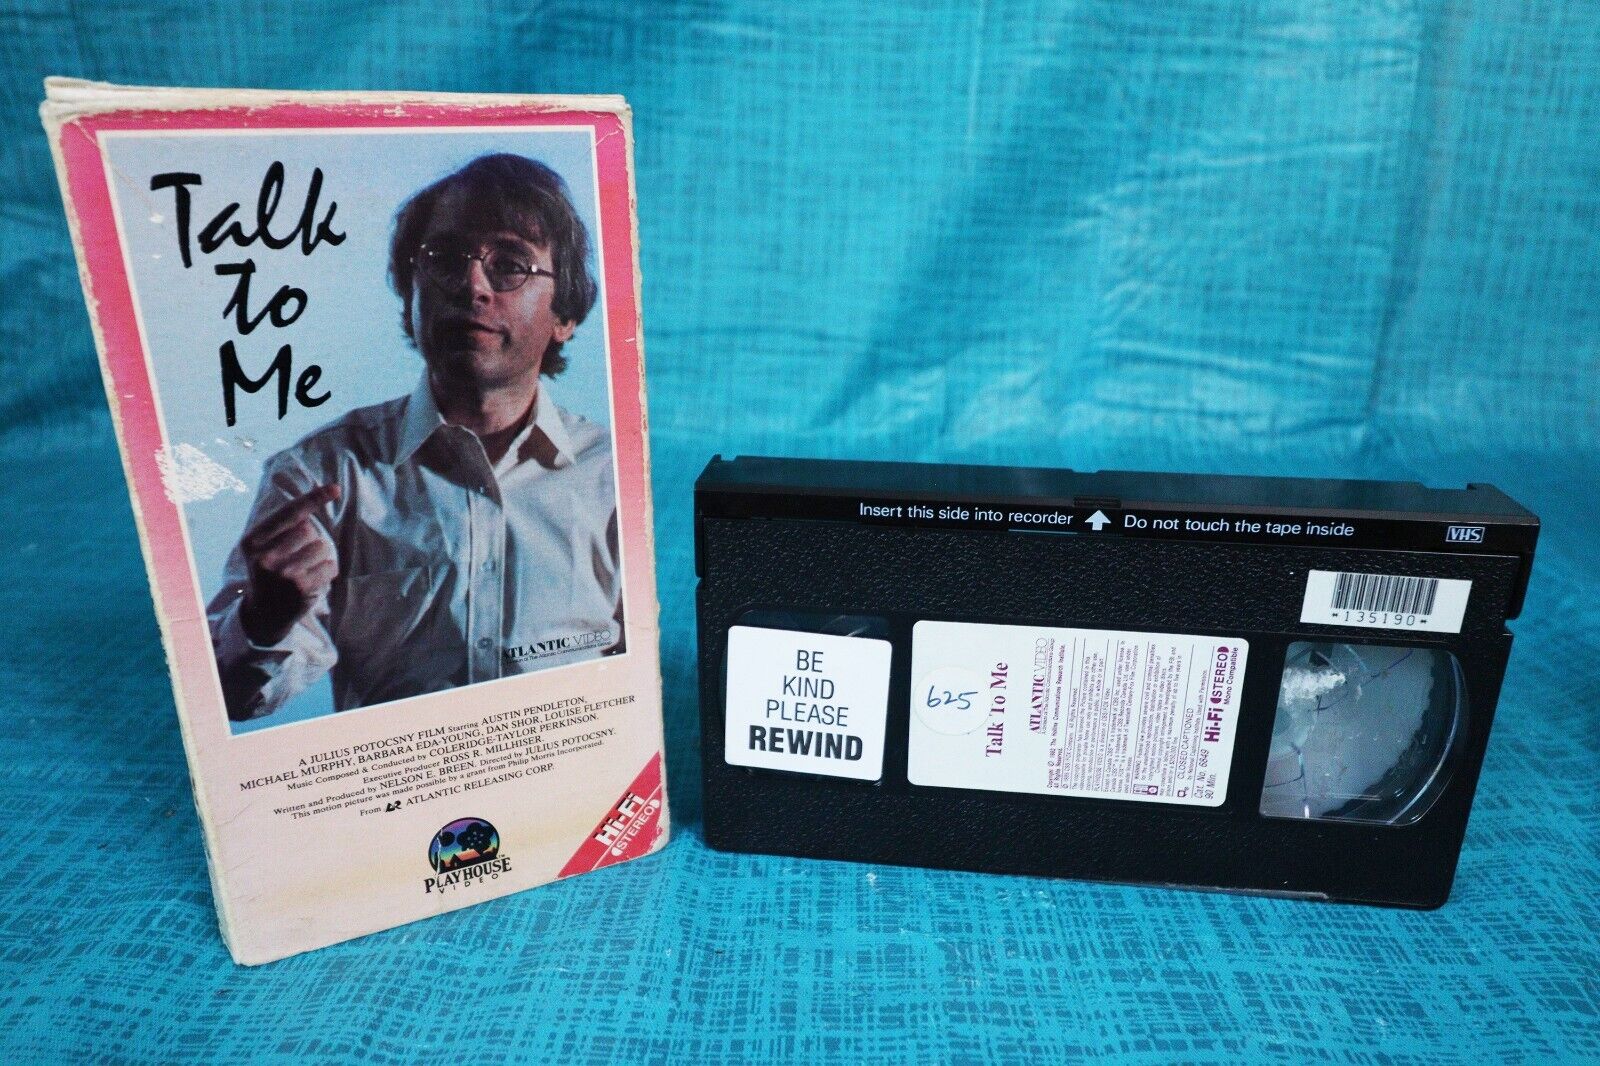 Talk
to
Me
ATLANTIC VIDEO
A JULIUS POTOCSNY FILM Starring AUSTIN PENDLETON,
MICHAEL MURPHY, BARBARA EDA-YOUNG, DAN SHOR, LOUISE FLETCHER
Music Composed & Conducted by COLERIDGE-TAYLOR PERKINSON.
Executive Producer ROSS R. MILLHISER.
Written and Produced by NELSON E. BREEN. Directed by JULIUS POTOCSNY.
This motion picture was made possible by a grant from Philip Morris Incorporated.
From ATLANTIC RELEASING CORP.
PLAYHOUSE
VIDEO
Hi-Fi
STEREO
Insert this side into recorder Do not touch the tape inside
VHS
*135190*
BE
KIND
PLEASE
REWIND
625
Talk To Me
ATLANTIC VIDEO
CLOSED CAPTIONED
Cat. No. 6849
90 Min.
Hi-Fi STEREO
Mono Compatible